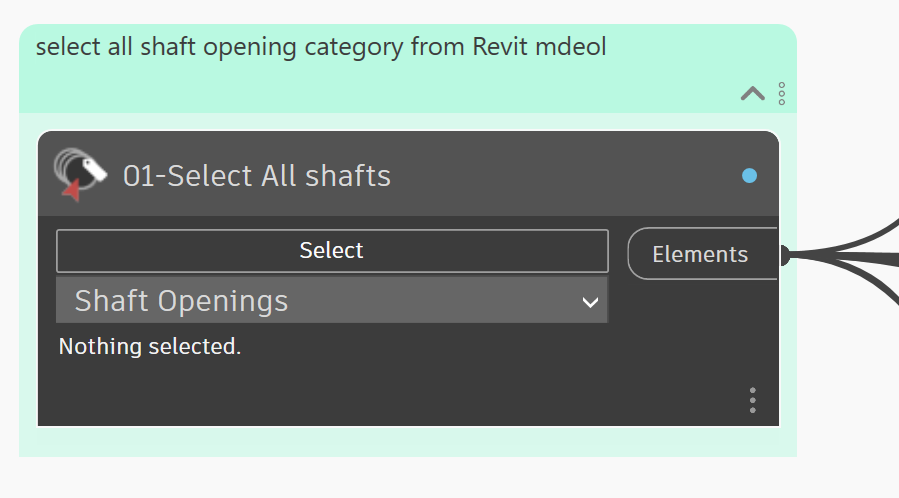 select all shaft opening category from Revit mdeol
01-Select All shafts
Select
Elements
Shaft Openings
Nothing selected.